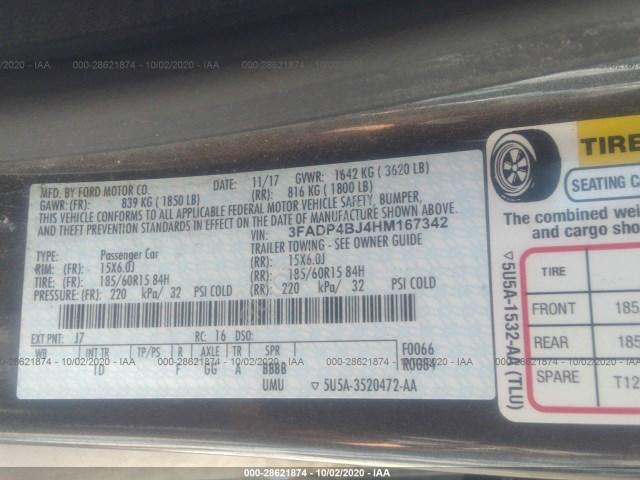 000-28621874 - 10/02/2020 - IAA
MFD. BY FORD MOTOR CO.
DATE: 11/17
GVWR: 1642 KG ( 3620 LB)
GAWR: (FR): 839 KG ( 1850 LB)
(RR): 816 KG ( 1800 LB)
THIS VEHICLE CONFORMS TO ALL APPLICABLE FEDERAL MOTOR VEHICLE SAFETY, BUMPER,
AND THEFT PREVENTION STANDARDS IN EFFECT ON THE DATE OF MANUFACTURE SHOWN ABOVE.
VIN: 3FADP4BJ4HM167342
TYPE: Passenger Car
TRAILER TOWING - SEE OWNER GUIDE
RIM: (FR): 15X6.0J
(RR): 15X6.0J
TIRE: (FR): 185/60R15 84H
(RR): 185/60R15 84H
PRESSURE: (FR): 220 kPa/ 32 PSI COLD
(RR): 220 kPa/ 32 PSI COLD
EXT PNT: J7
RC: 16 DSO:
F0066
R0084
WB INT TR TP/PS R AXLE TR SPR
F GG A BBBB
UMU ▽5U5A-3520472-AA
▽5U5A-1532-AA (TLU)
TIRE
SEATING CA
The combined weig
and cargo shou
TIRE
FRONT 185
REAR 185
SPARE T12
000-28621874 - 10/02/2020 - IAA
000-28621874 - 10/02/2020 - IAA